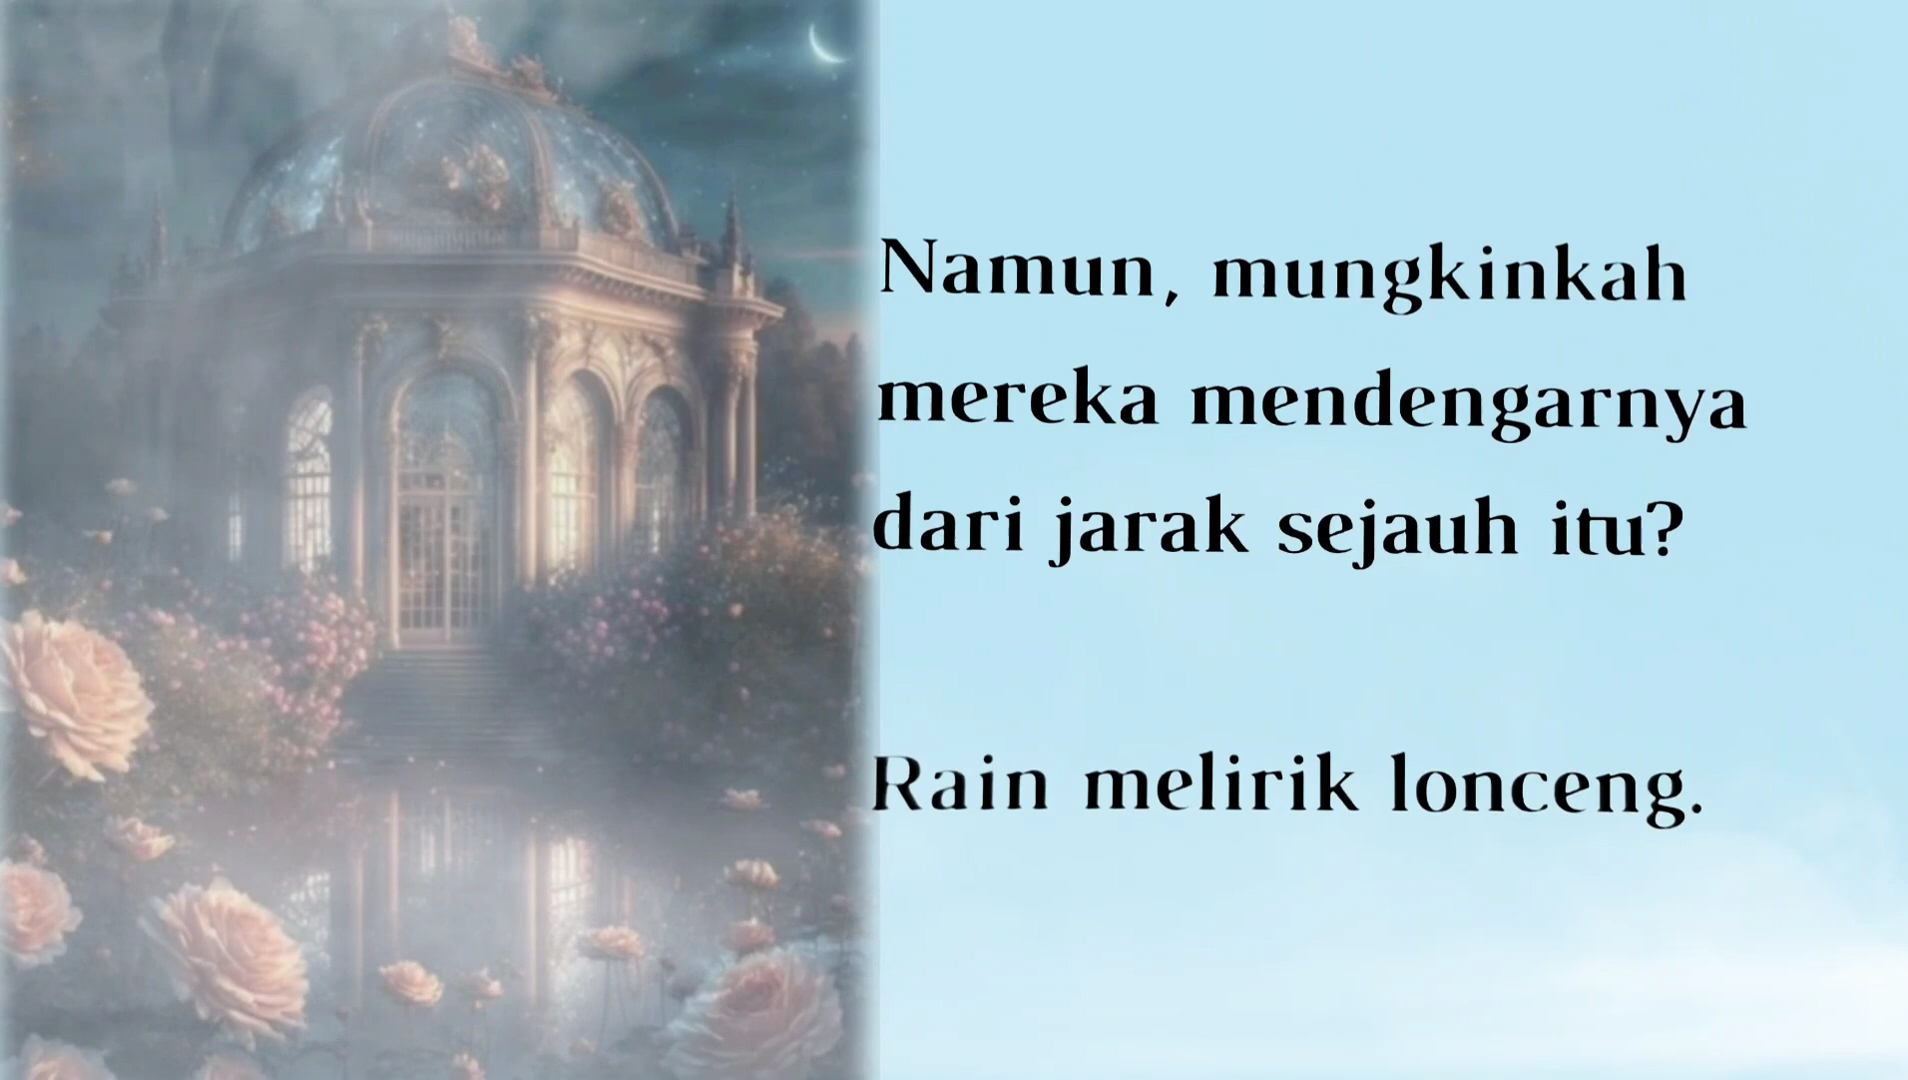 Namun, mungkinkah
mereka mendengarnya
dari jarak sejauh itu?
Rain melirik lonceng.